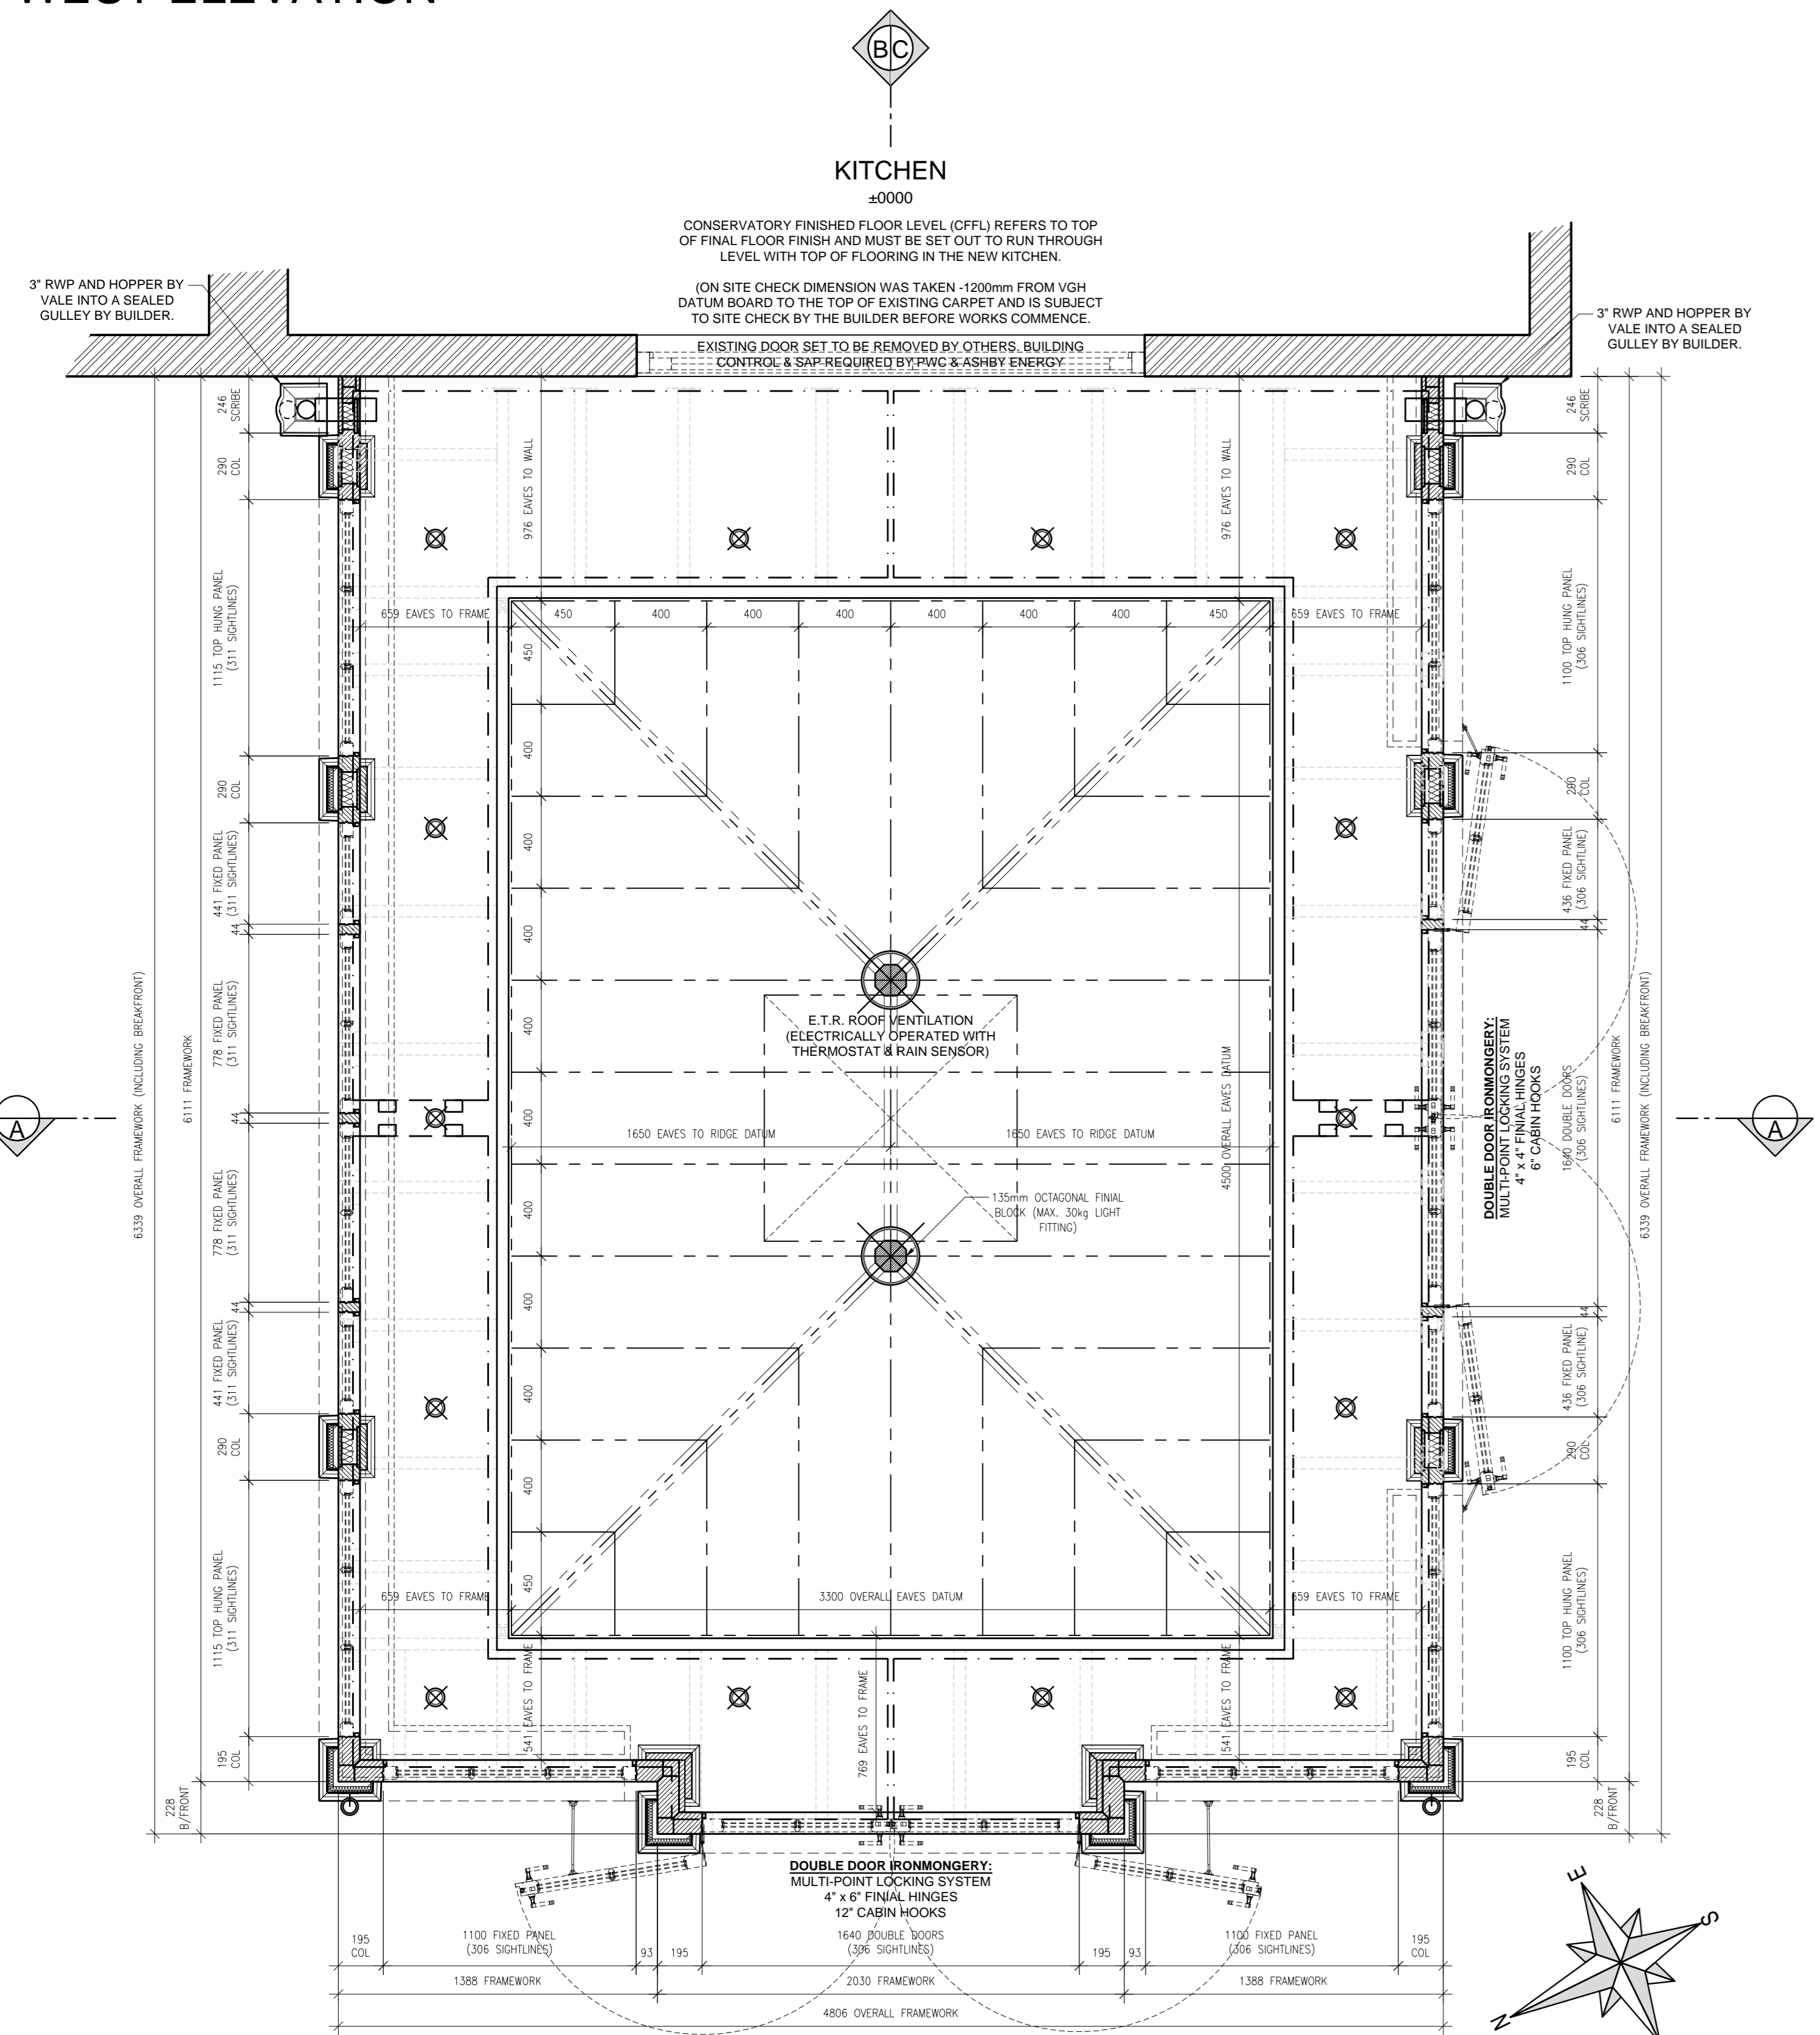 WEST ELEVATION
BC
KITCHEN
±0000
CONSERVATORY FINISHED FLOOR LEVEL (CFFL) REFERS TO TOP
OF FINAL FLOOR FINISH AND MUST BE SET OUT TO RUN THROUGH
LEVEL WITH TOP OF FLOORING IN THE NEW KITCHEN.
(ON SITE CHECK DIMENSION WAS TAKEN -1200mm FROM VGH
DATUM BOARD TO THE TOP OF EXISTING CARPET AND IS SUBJECT
TO SITE CHECK BY THE BUILDER BEFORE WORKS COMMENCE.
EXISTING DOOR SET TO BE REMOVED BY OTHERS. BUILDING
CONTROL & SAP REQUIRED BY PWC & ASHBY ENERGY
3" RWP AND HOPPER BY
VALE INTO A SEALED
GULLEY BY BUILDER.
3" RWP AND HOPPER BY
VALE INTO A SEALED
GULLEY BY BUILDER.
6339 OVERALL FRAMEWORK (INCLUDING BREAKFRONT)
6111 FRAMEWORK
246
SCRIBE
290
COL
1115 TOP HUNG PANEL
(311 SIGHTLINES)
290
COL
441 FIXED PANEL
(311 SIGHTLINES)
44
778 FIXED PANEL
(311 SIGHTLINES)
44
778 FIXED PANEL
(311 SIGHTLINES)
44
441 FIXED PANEL
(311 SIGHTLINES)
290
COL
1115 TOP HUNG PANEL
(311 SIGHTLINES)
195
COL
228
B/FRONT
A
976 EAVES TO WALL
976 EAVES TO WALL
659 EAVES TO FRAME
450
400
400
400
400
400
400
450
659 EAVES TO FRAME
450
400
400
400
400
400
400
400
400
400
450
E.T.R. ROOF VENTILATION
(ELECTRICALLY OPERATED WITH
THERMOSTAT & RAIN SENSOR)
1650 EAVES TO RIDGE DATUM
1650 EAVES TO RIDGE DATUM
4500 OVERALL EAVES DATUM
135mm OCTAGONAL FINIAL
BLOCK (MAX. 30kg LIGHT
FITTING)
659 EAVES TO FRAME
3300 OVERALL EAVES DATUM
659 EAVES TO FRAME
541 EAVES TO FRAME
769 EAVES TO FRAME
541 EAVES TO FRAME
246
SCRIBE
290
COL
1100 TOP HUNG PANEL
(306 SIGHTLINES)
290
COL
436 FIXED PANEL
(306 SIGHTLINE)
44
1640 DOUBLE DOORS
(306 SIGHTLINES)
44
436 FIXED PANEL
(306 SIGHTLINE)
290
COL
1100 TOP HUNG PANEL
(306 SIGHTLINES)
195
COL
228
B/FRONT
6111 FRAMEWORK
6339 OVERALL FRAMEWORK (INCLUDING BREAKFRONT)
DOUBLE DOOR IRONMONGERY:
MULTI-POINT LOCKING SYSTEM
4" x 4" FINIAL HINGES
6" CABIN HOOKS
A
DOUBLE DOOR IRONMONGERY:
MULTI-POINT LOCKING SYSTEM
4" x 6" FINIAL HINGES
12" CABIN HOOKS
195
COL
1100 FIXED PANEL
(306 SIGHTLINES)
93
195
1640 DOUBLE DOORS
(306 SIGHTLINES)
195
93
1100 FIXED PANEL
(306 SIGHTLINES)
195
COL
1388 FRAMEWORK
2030 FRAMEWORK
1388 FRAMEWORK
4806 OVERALL FRAMEWORK
E
S
N